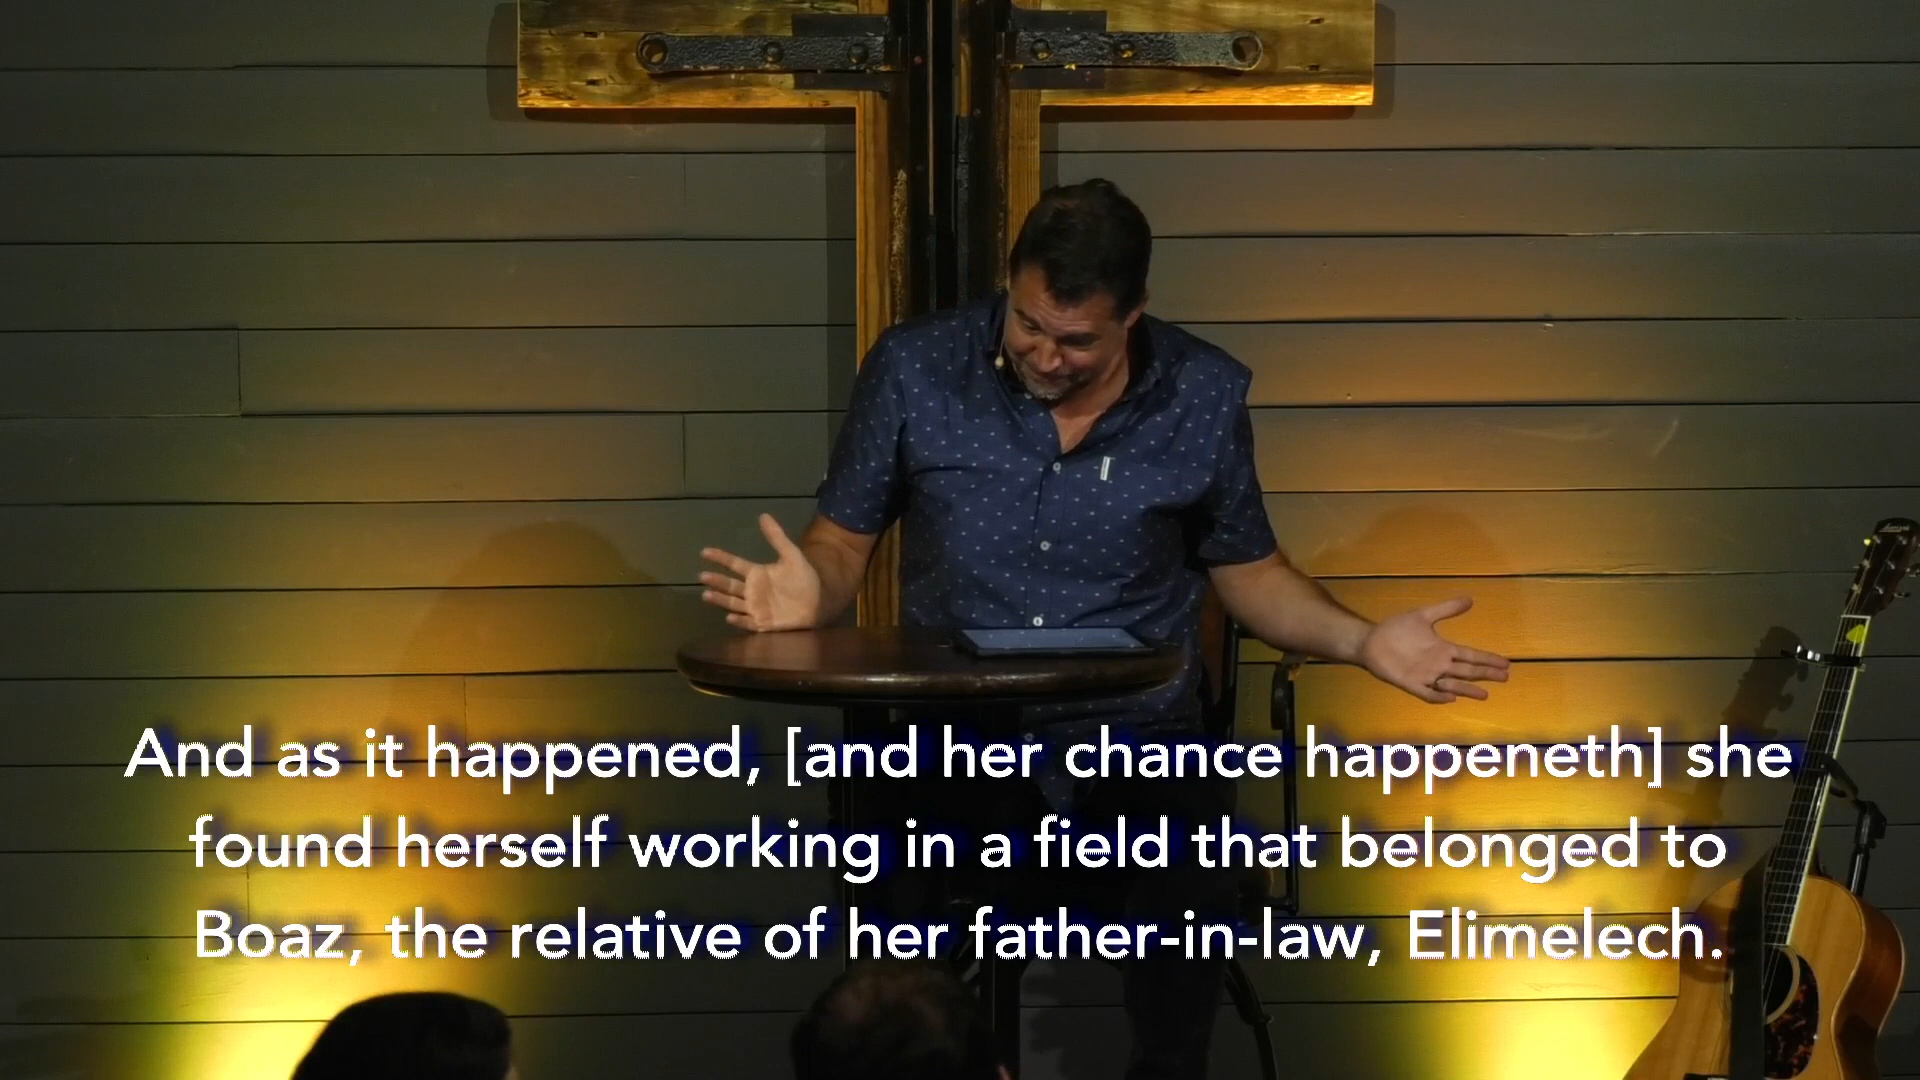 And as it happened, [and her chance happeneth] she
found herself working in a field that belonged to
Boaz, the relative of her father-in-law, Elimelech.